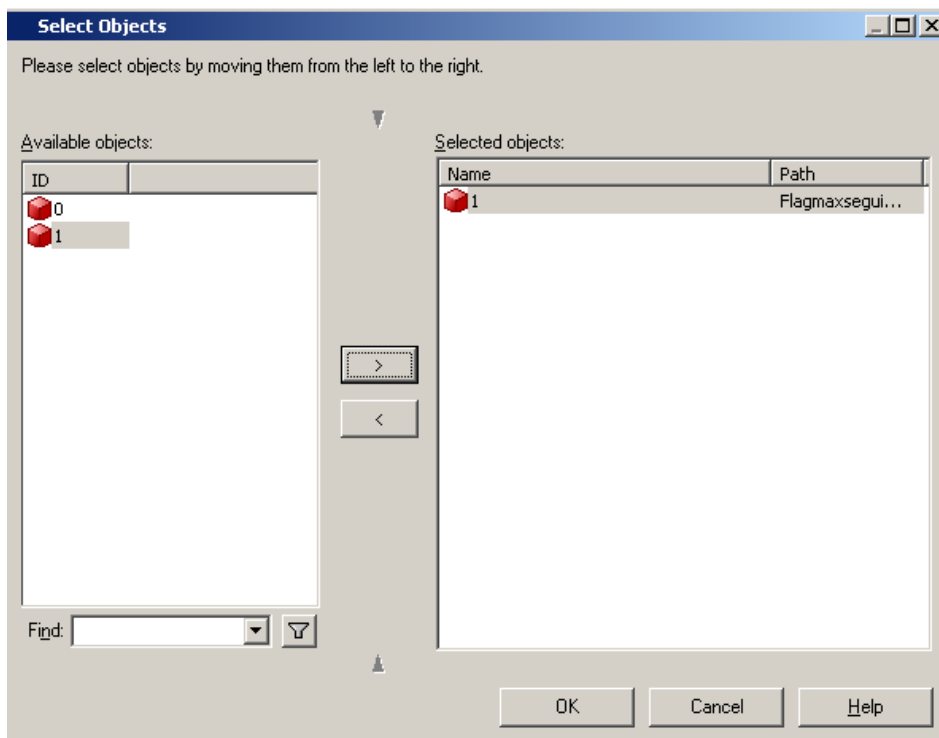 Select Objects
Please select objects by moving them from the left to the right.
Available objects:
ID
0
1
Find:
>
<
Selected objects:
Name Path
1 Flagmaxsegui...
OK Cancel Help